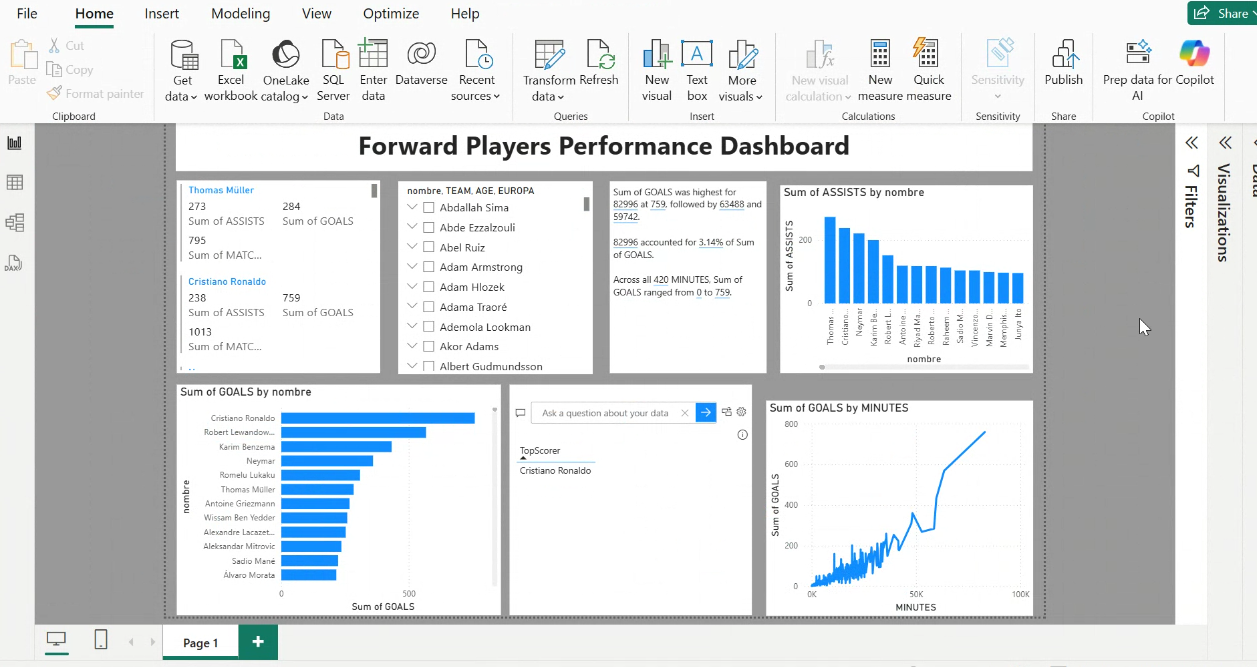 File Home Insert Modeling View Optimize Help
Share
Paste
Cut
Copy
Format painter
Clipboard
Get data
Excel workbook
OneLake catalog
SQL Server
Enter data
Dataverse
Recent sources
Data
Transform data
Refresh
Queries
New visual
Text box
More visuals
Insert
New visual calculation
New measure
Quick measure
Calculations
Sensitivity
Sensitivity
Publish
Share
Prep data for AI
Copilot
Copilot
DAX
Forward Players Performance Dashboard
Thomas Müller
273 284
Sum of ASSISTS Sum of GOALS
795
Sum of MATC...
Cristiano Ronaldo
238 759
Sum of ASSISTS Sum of GOALS
1013
Sum of MATC...
nombre, TEAM, AGE, EUROPA
Abdallah Sima
Abde Ezzalzouli
Abel Ruiz
Adam Armstrong
Adam Hlozek
Adama Traoré
Ademola Lookman
Akor Adams
Albert Gudmundsson
Sum of GOALS was highest for
82996 at 759, followed by 63488 and
59742.
82996 accounted for 3.14% of Sum
of GOALS.
Across all 420 MINUTES, Sum of
GOALS ranged from 0 to 759.
Sum of ASSISTS by nombre
Sum of ASSISTS
200
0
Thomas ...
Cristiano...
Neymar
Karim Be...
Robert L...
Antoine ...
Riyad Ma...
Roberto ...
Raheem ...
Sadio M...
Vincenzo...
Marvin D...
Memphis...
Junya Ito
nombre
Sum of GOALS by nombre
nombre
Cristiano Ronaldo
Robert Lewandow...
Karim Benzema
Neymar
Romelu Lukaku
Thomas Müller
Antoine Griezmann
Wissam Ben Yedder
Alexandre Lacazet...
Aleksandar Mitrovic
Sadio Mané
Álvaro Morata
0 500
Sum of GOALS
Ask a question about your data
TopScorer
Cristiano Ronaldo
Sum of GOALS by MINUTES
Sum of GOALS
800
600
400
200
0
0K 50K 100K
MINUTES
Filters
Visualizations
Page 1